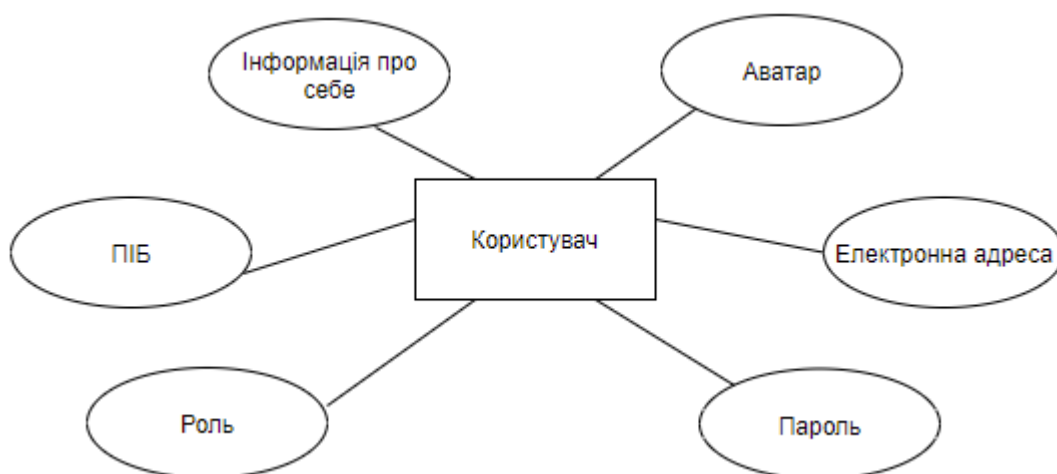 Інформація про
себе
Аватар
ПІБ
Користувач
Електронна адреса
Роль
Пароль